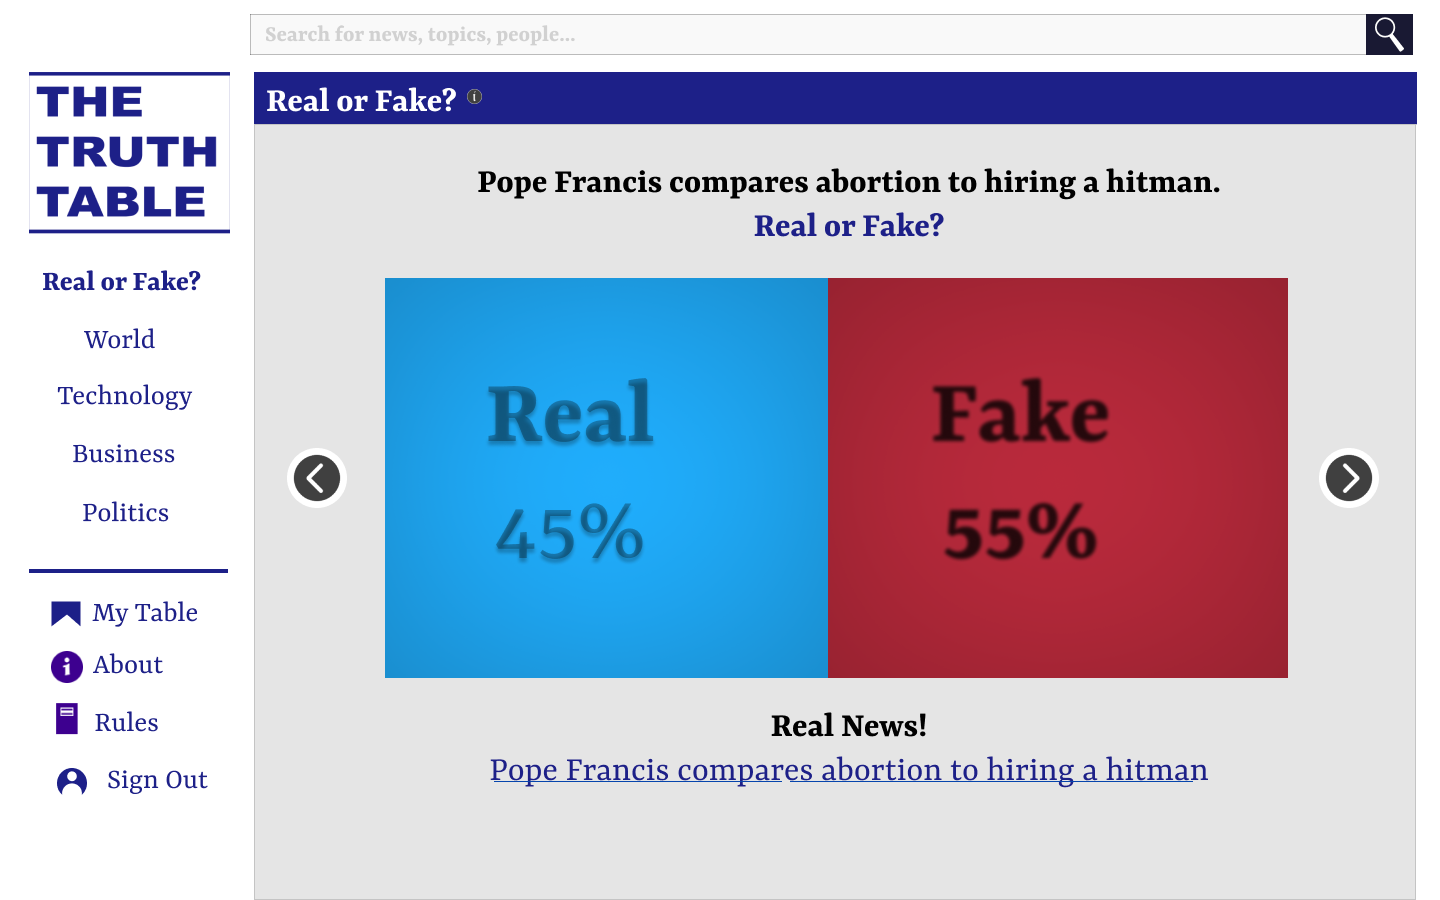 Search for news, topics, people...
THE
TRUTH
TABLE
Real or Fake?
World
Technology
Business
Politics
My Table
About
Rules
Sign Out
Real or Fake? i
Pope Francis compares abortion to hiring a hitman.
Real or Fake?
Real
45%
Fake
55%
Real News!
Pope Francis compares abortion to hiring a hitman